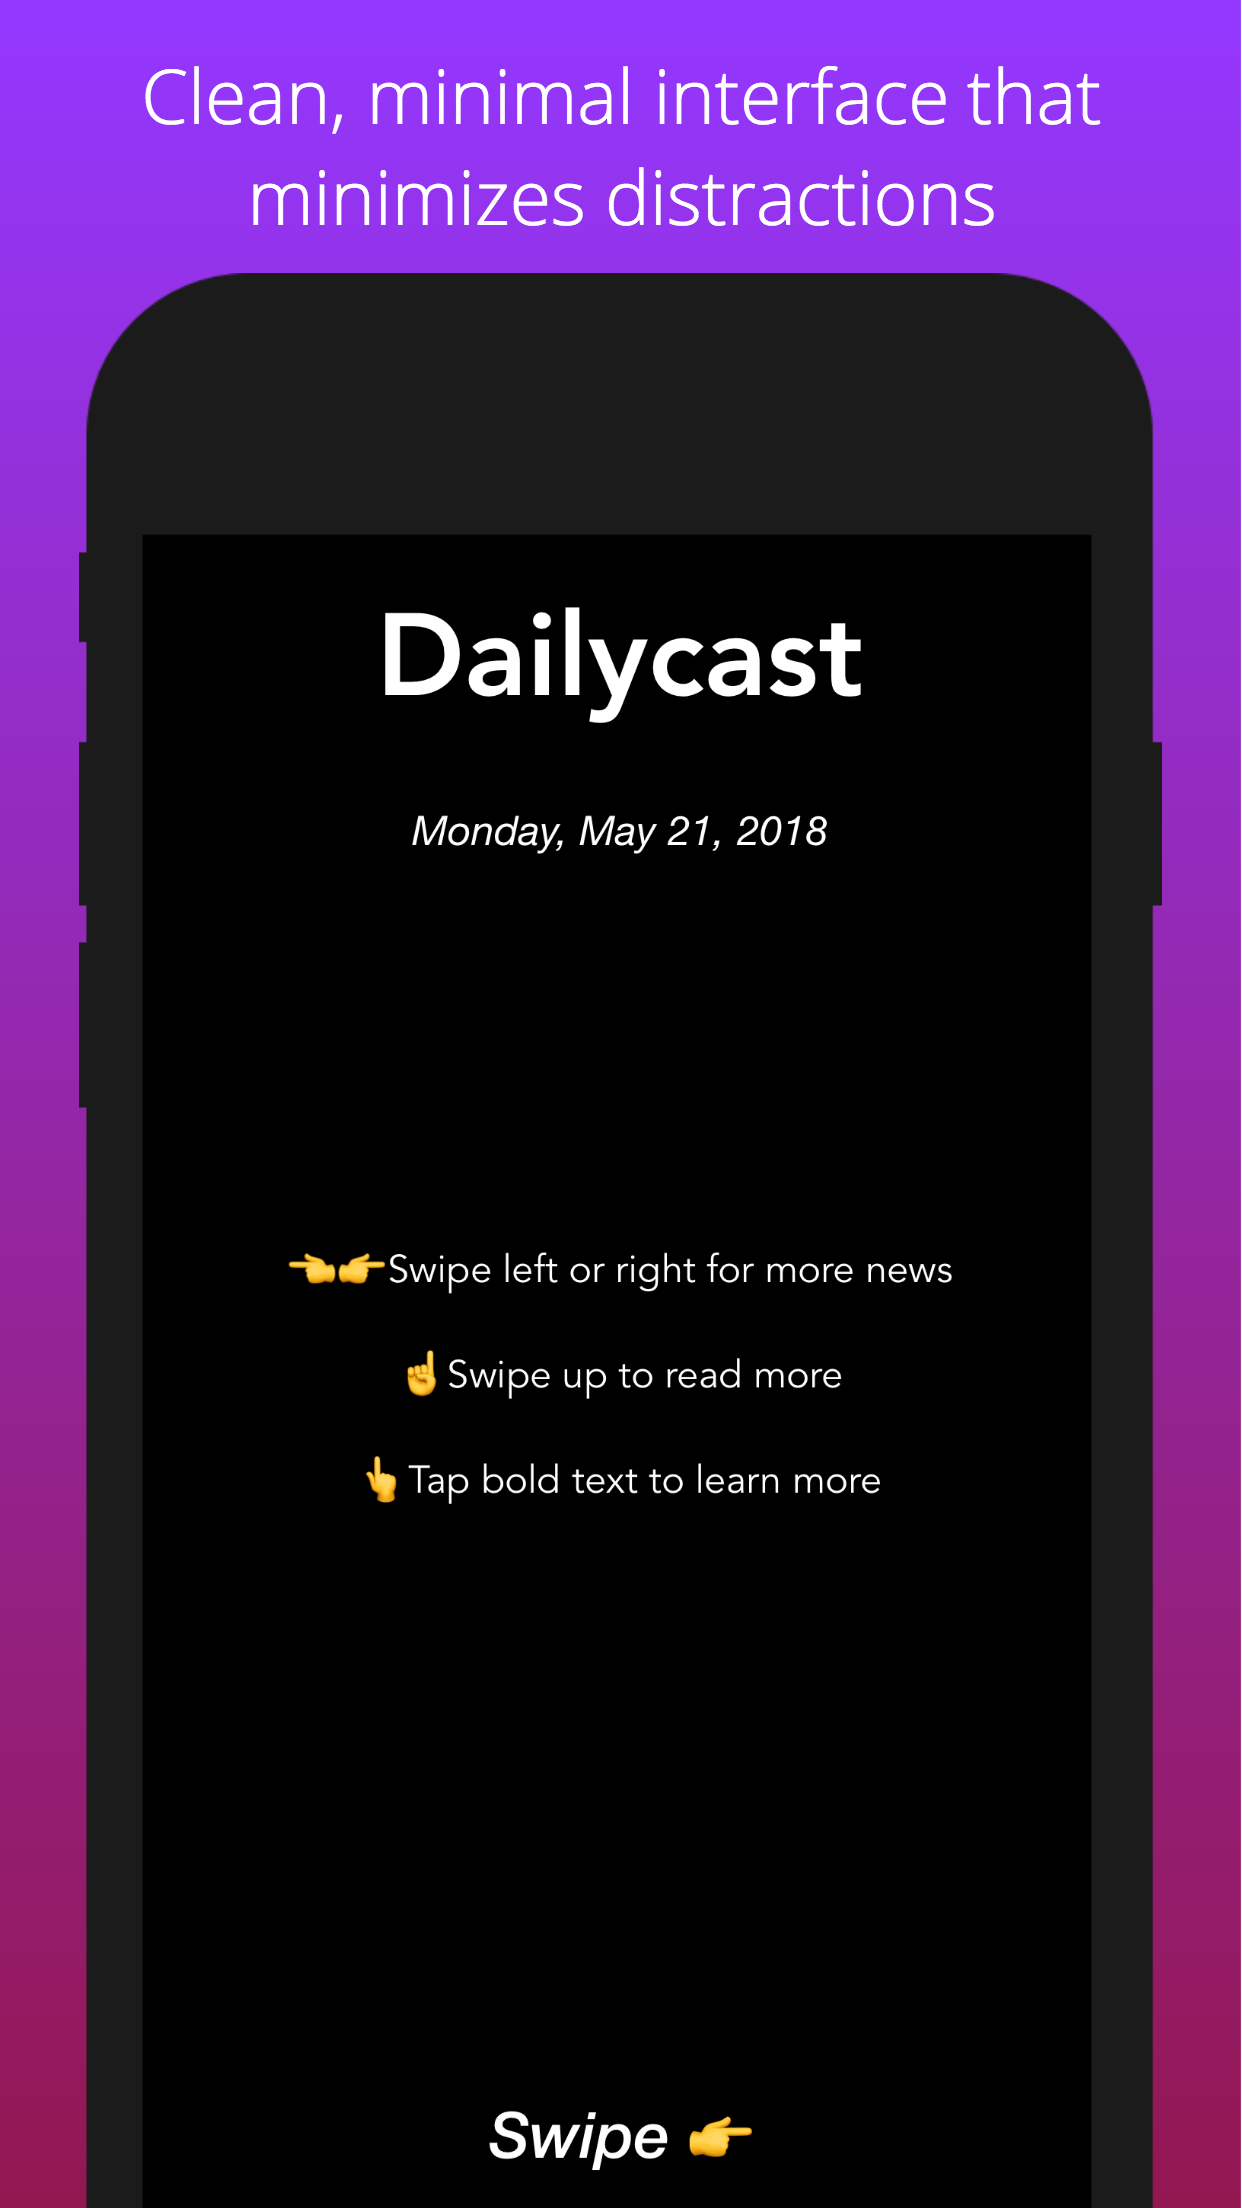 Clean, minimal interface that
minimizes distractions
Dailycast
Monday, May 21, 2018
👈👉Swipe left or right for more news
☝️Swipe up to read more
👆Tap bold text to learn more
Swipe 👉